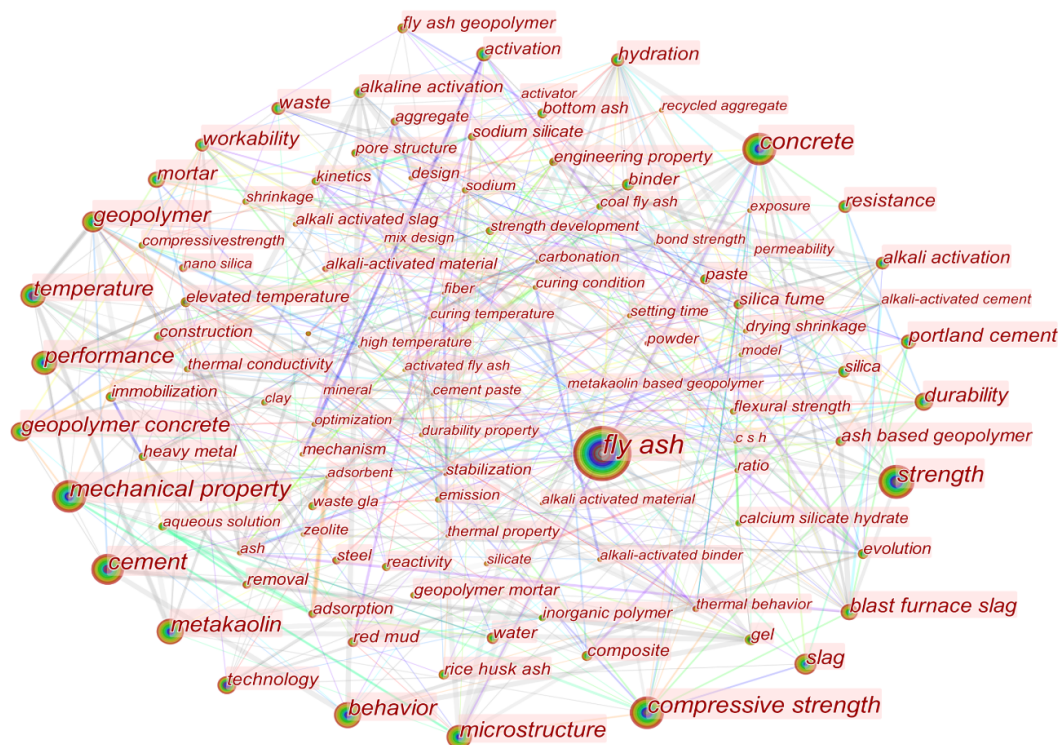 fly ash geopolymer
activation
hydration
alkaline activation
activator
waste
bottom ash
recycled aggregate
aggregate
sodium silicate
workability
concrete
pore structure
engineering property
mortar
kinetics
design
binder
sodium
shrinkage
coal fly ash
resistance
geopolymer
exposure
alkali activated slag
strength development
mix design
bond strength
compressivestrength
permeability
carbonation
nano silica
alkali-activated material
alkali activation
paste
temperature
fiber
curing condition
elevated temperature
silica fume
alkali-activated cement
curing temperature
setting time
construction
drying shrinkage
portland cement
high temperature
powder
performance
model
thermal conductivity
activated fly ash
silica
immobilization
mineral
cement paste
metakaolin based geopolymer
clay
durability
flexural strength
geopolymer concrete
optimization
durability property
c s h
ash based geopolymer
fly ash
heavy metal
mechanism
adsorbent
stabilization
ratio
strength
mechanical property
waste gla
emission
alkali activated material
aqueous solution
zeolite
thermal property
calcium silicate hydrate
ash
steel
reactivity
silicate
alkali-activated binder
evolution
cement
removal
geopolymer mortar
adsorption
inorganic polymer
thermal behavior
blast furnace slag
metakaolin
red mud
water
gel
composite
slag
technology
rice husk ash
behavior
compressive strength
microstructure